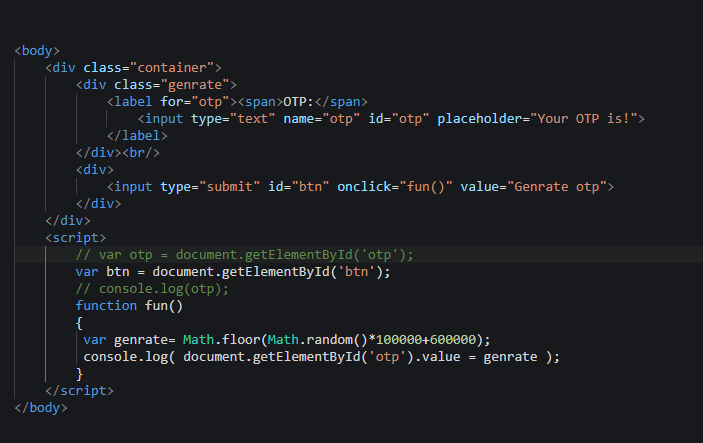 <body>
<div class="container">
<div class="genrate">
<label for="otp"><span>OTP:</span>
<input type="text" name="otp" id="otp" placeholder="Your OTP is!">
</label>
</div><br/>
<div>
<input type="submit" id="btn" onclick="fun()" value="Genrate otp">
</div>
</div>
<script>
// var otp = document.getElementById('otp');
var btn = document.getElementById('btn');
// console.log(otp);
function fun()
{
var genrate= Math.floor(Math.random()*100000+600000);
console.log( document.getElementById('otp').value = genrate );
}
</script>
</body>